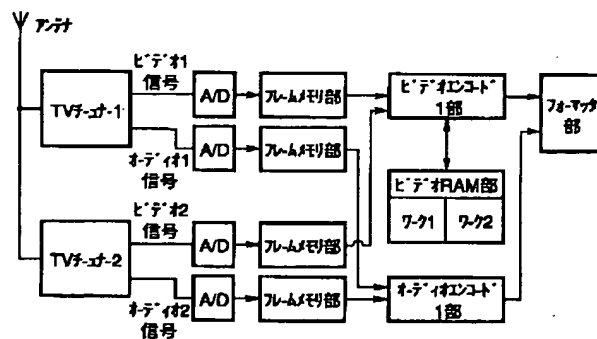 アンテナ
ビデオ1
信号
TVチューナー1
A/D
フレームメモリ部
ビデオエンコード
1部
フォーマッタ
部
オーディオ1
信号
A/D
フレームメモリ部
ビデオRAM部
ワーク1
ワーク2
ビデオ2
信号
TVチューナー2
A/D
フレームメモリ部
オーディオ2
信号
A/D
フレームメモリ部
オーディオエンコード
1部